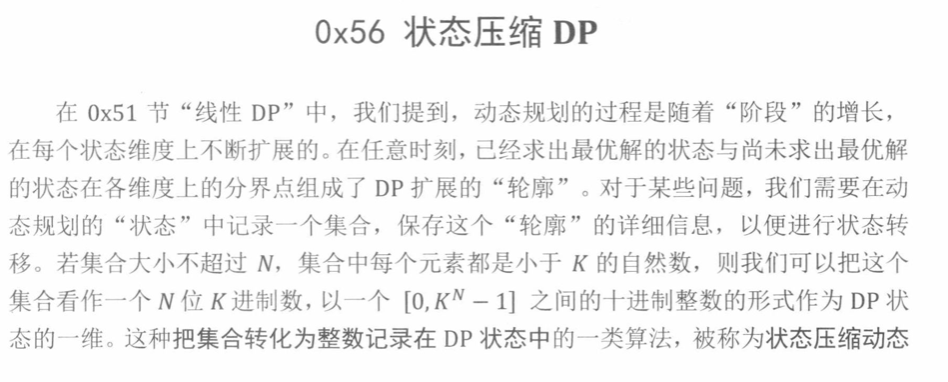 0x56 状态压缩 DP
在 0x51 节“线性 DP”中，我们提到，动态规划的过程是随着“阶段”的增长，
在每个状态维度上不断扩展的。在任意时刻，已经求出最优解的状态与尚未求出最优解
的状态在各维度上的分界点组成了 DP 扩展的“轮廓”。对于某些问题，我们需要在动
态规划的“状态”中记录一个集合，保存这个“轮廓”的详细信息，以便进行状态转
移。若集合大小不超过 N，集合中每个元素都是小于 K 的自然数，则我们可以把这个
集合看作一个 N 位 K 进制数，以一个 [0, K^N − 1] 之间的十进制整数的形式作为 DP 状
态的一维。这种把集合转化为整数记录在 DP 状态中的一类算法，被称为状态压缩动态